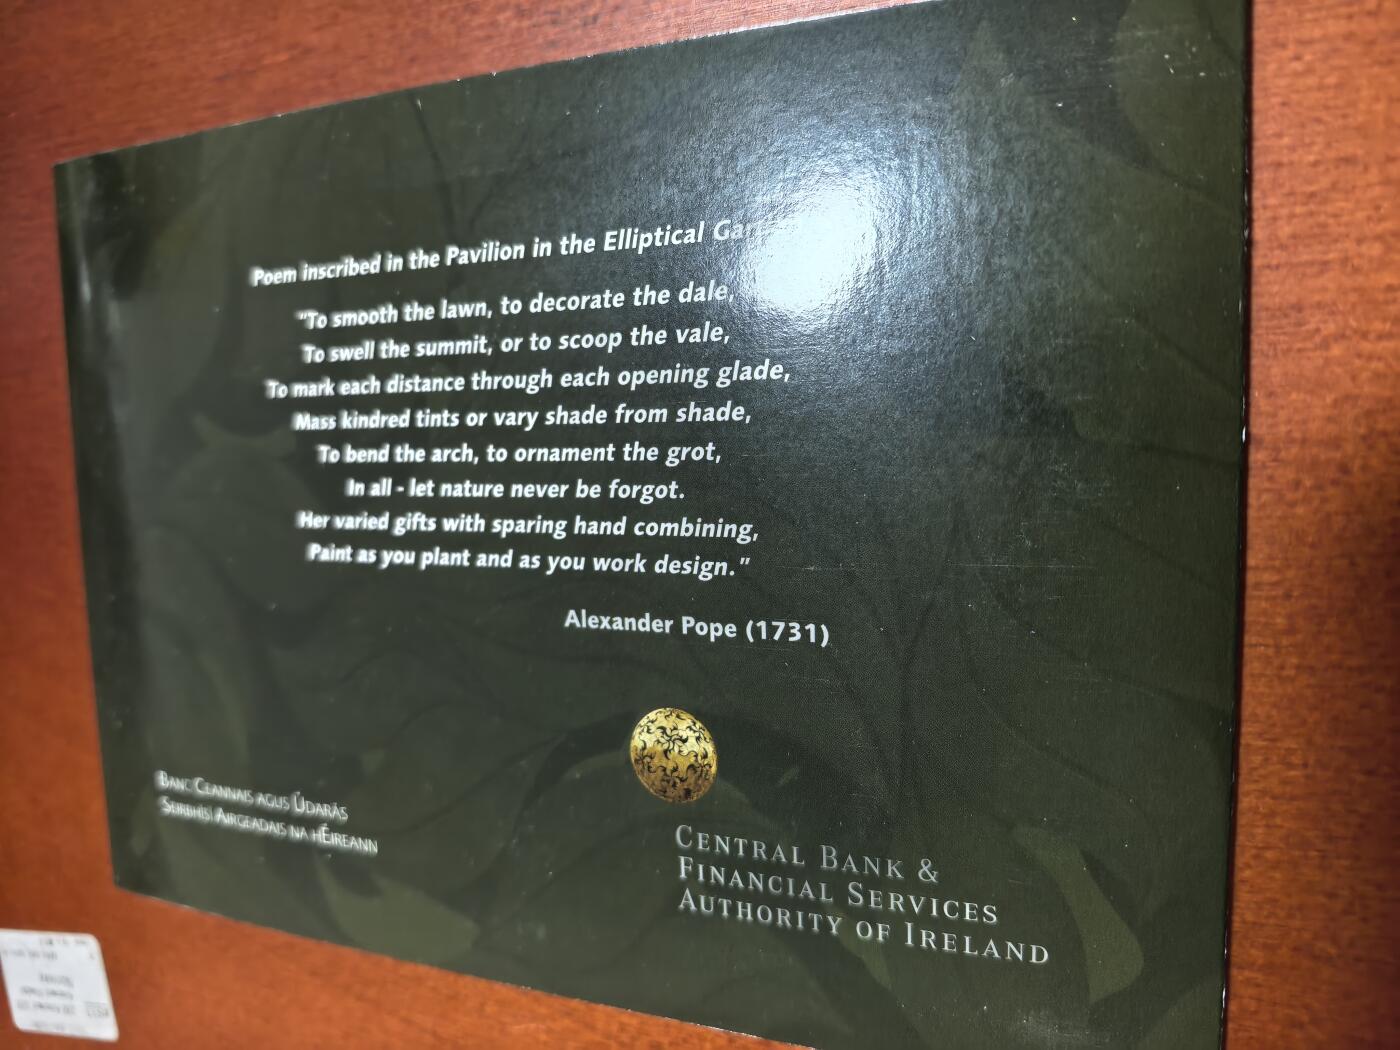 Poem inscribed in the Pavilion in the Elliptical
"To smooth the lawn, to decorate the dale,
To swell the summit, or to scoop the vale,
To mark each distance through each opening glade,
Mass kindred tints or vary shade from shade,
To bend the arch, to ornament the grot,
In all - let nature never be forgot.
Her varied gifts with sparing hand combining,
Paint as you plant and as you work design."
Alexander Pope (1731)
BANC CEANNAIS AGUS ÚDARÁS
SEIRBHÍSÍ AIRGEADAIS NA HÉIREANN
CENTRAL BANK &
FINANCIAL SERVICES
AUTHORITY OF IRELAND